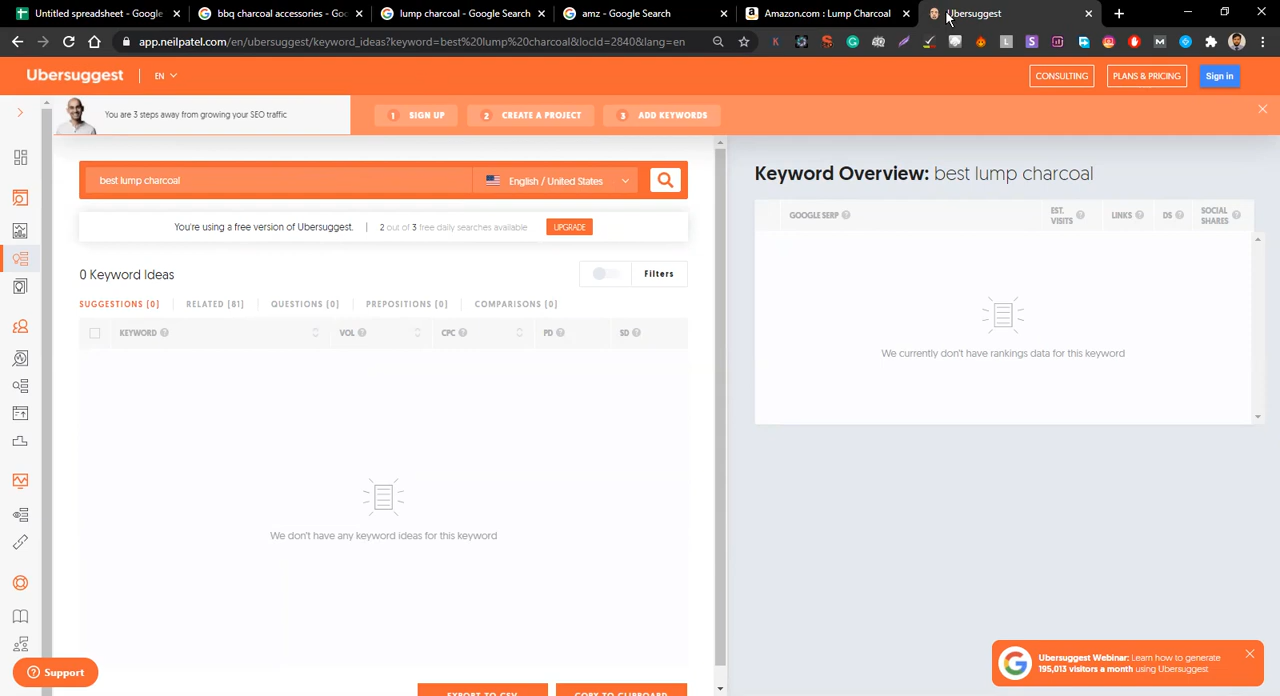 Untitled spreadsheet - Google
bbq charcoal accessories - Goo
lump charcoal - Google Search
amz - Google Search
Amazon.com : Lump Charcoal
Ubersuggest
app.neilpatel.com/en/ubersuggest/keyword_ideas?keyword=best%20lump%20charcoal&locId=2840&lang=en
Ubersuggest
EN
CONSULTING
PLANS & PRICING
Sign in
You are 3 steps away from growing your SEO traffic
1 SIGN UP
2 CREATE A PROJECT
3 ADD KEYWORDS
best lump charcoal
English / United States
You're using a free version of Ubersuggest. | 2 out of 3 free daily searches available
UPGRADE
0 Keyword Ideas
Filters
SUGGESTIONS [0]
RELATED [81]
QUESTIONS [0]
PREPOSITIONS [0]
COMPARISONS [0]
KEYWORD
VOL
CPC
PD
SD
We don't have any keyword ideas for this keyword
EXPORT TO CSV
COPY TO CLIPBOARD
Keyword Overview: best lump charcoal
GOOGLE SERP
EST. VISITS
LINKS
DS
SOCIAL SHARES
We currently don't have rankings data for this keyword
Support
Ubersuggest Webinar: Learn how to generate
195,013 visitors a month using Ubersuggest